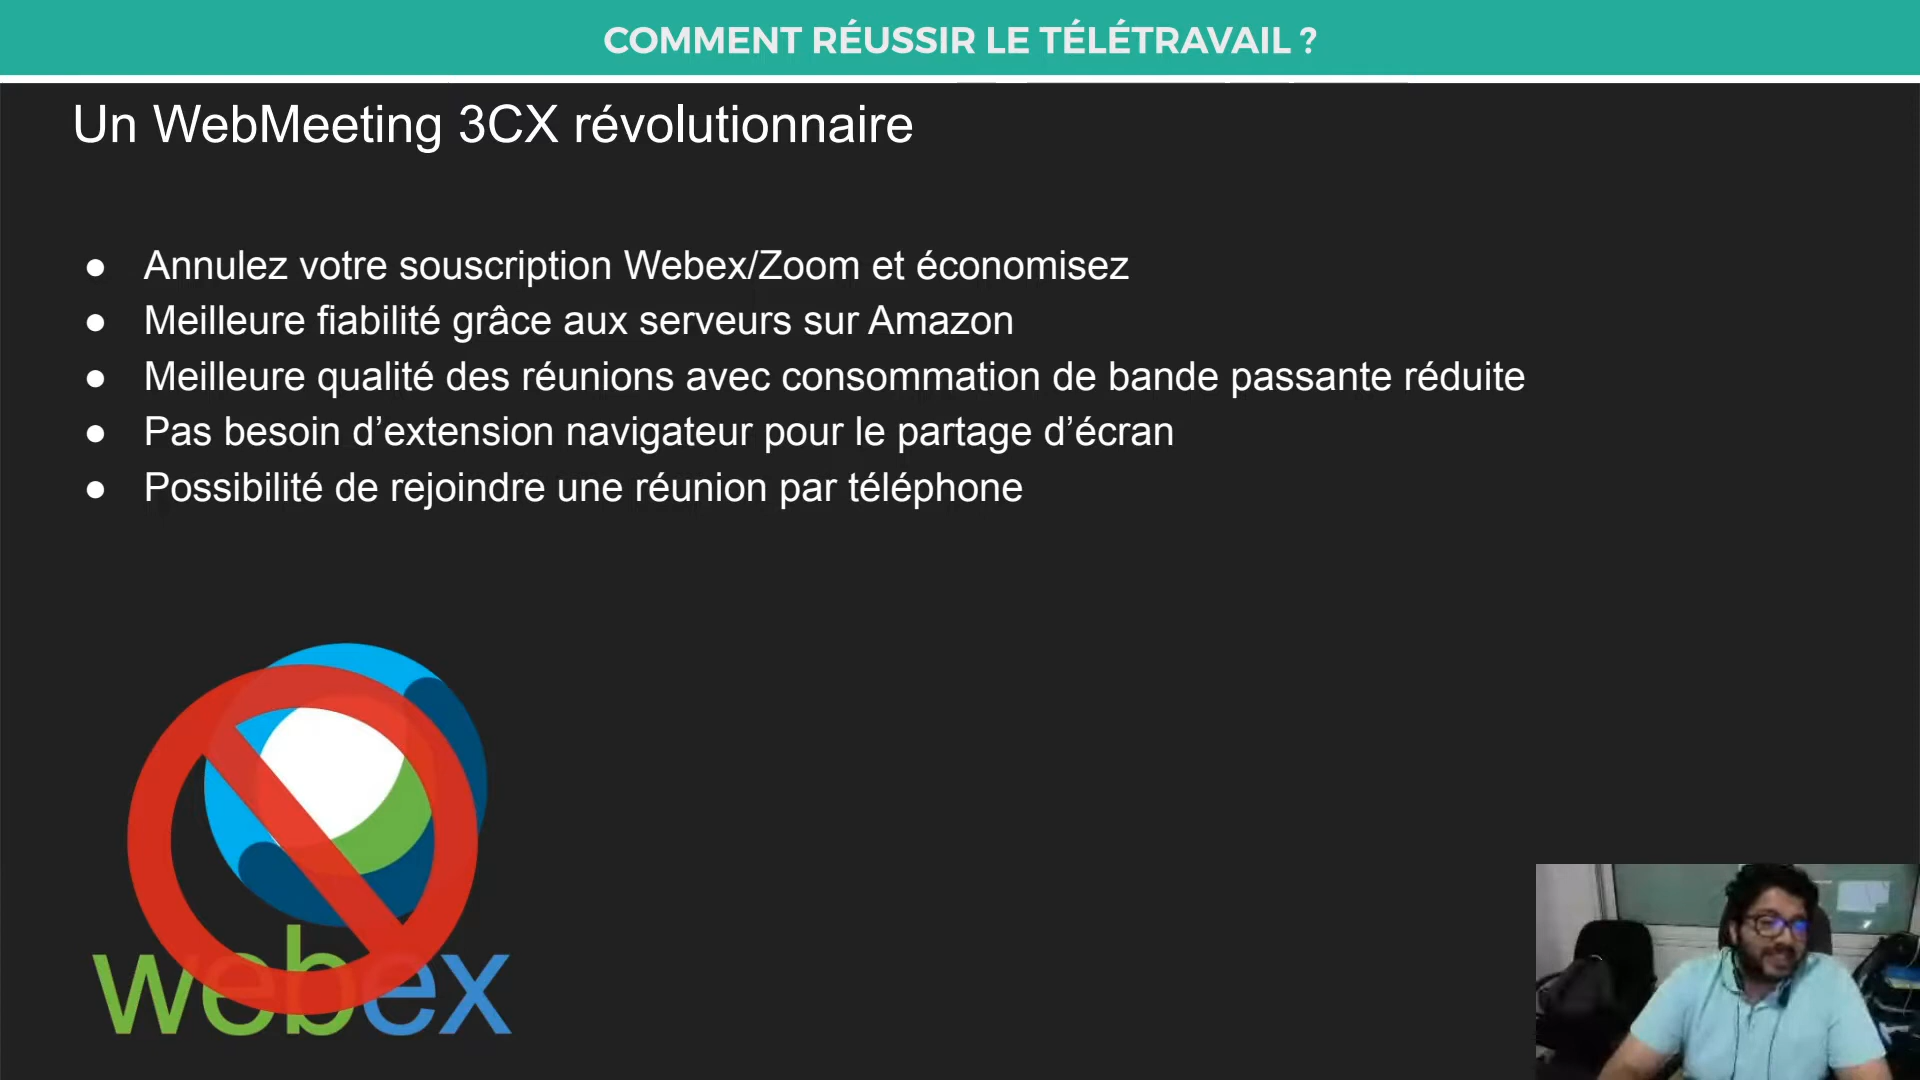 COMMENT RÉUSSIR LE TÉLÉTRAVAIL ?
Un WebMeeting 3CX révolutionnaire
● Annulez votre souscription Webex/Zoom et économisez
● Meilleure fiabilité grâce aux serveurs sur Amazon
● Meilleure qualité des réunions avec consommation de bande passante réduite
● Pas besoin d’extension navigateur pour le partage d’écran
● Possibilité de rejoindre une réunion par téléphone
webex